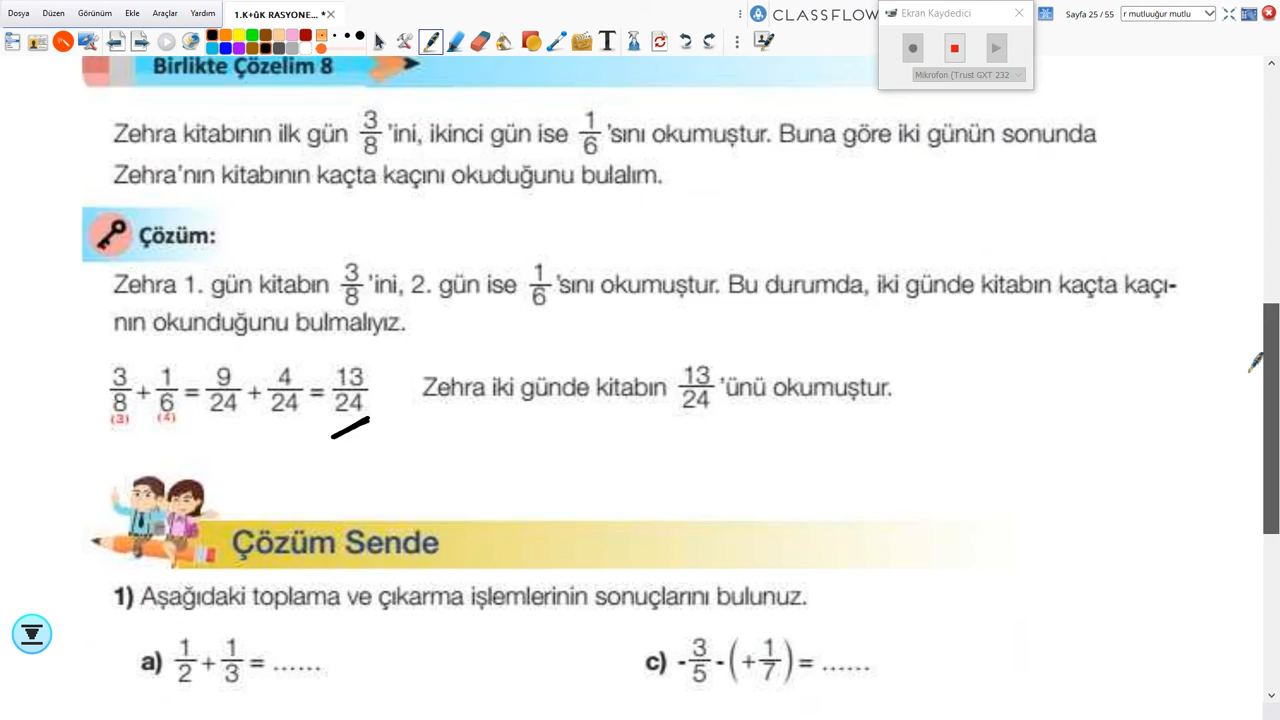 Dosya Düzen Görünüm Ekle Araçlar Yardım
1.K+ûK RASYONE... *
CLASSFLOW
Ekran Kaydedici
Sayfa 25 / 55
r mutluuğur mutlu
Mikrofon (Trust GXT 232
Birlikte Çözelim 8
Zehra kitabının ilk gün 3/8 'ini, ikinci gün ise 1/6 'sını okumuştur. Buna göre iki günün sonunda
Zehra'nın kitabının kaçta kaçını okuduğunu bulalım.
Çözüm:
Zehra 1. gün kitabın 3/8 'ini, 2. gün ise 1/6 'sını okumuştur. Bu durumda, iki günde kitabın kaçta kaçı-
nın okunduğunu bulmalıyız.
3/8 + 1/6 = 9/24 + 4/24 = 13/24 Zehra iki günde kitabın 13/24 'ünü okumuştur.
(3) (4)
Çözüm Sende
1) Aşağıdaki toplama ve çıkarma işlemlerinin sonuçlarını bulunuz.
a) 1/2 + 1/3 = ...... c) -3/5 - (+1/7) = ......